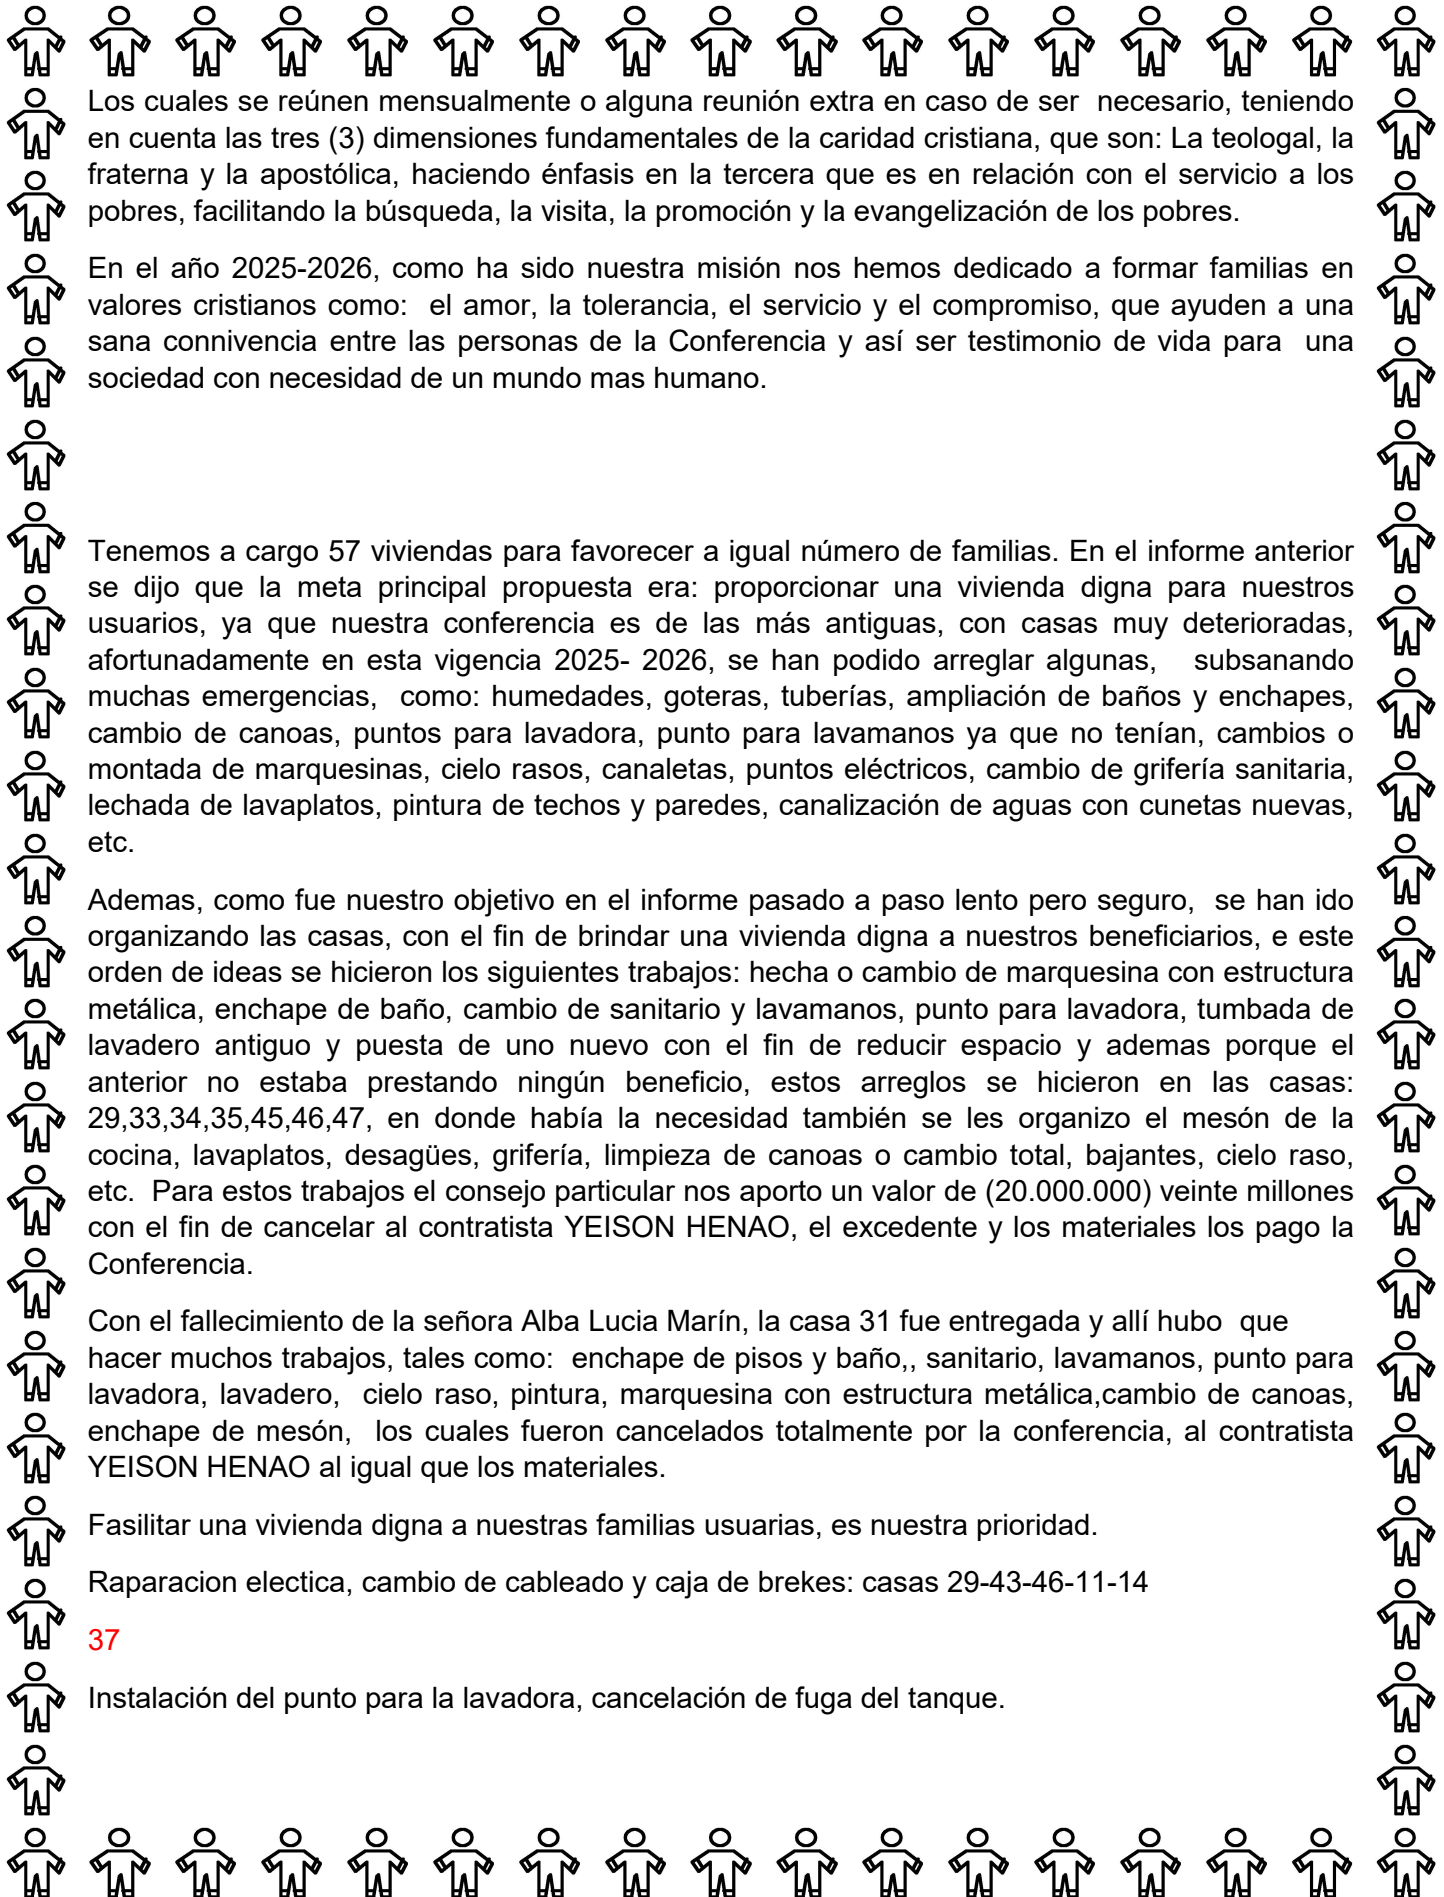 Los cuales se reúnen mensualmente o alguna reunión extra en caso de ser  necesario, teniendo
en cuenta las tres (3) dimensiones fundamentales de la caridad cristiana, que son: La teologal, la
fraterna y la apostólica, haciendo énfasis en la tercera que es en relación con el servicio a los
pobres, facilitando la búsqueda, la visita, la promoción y la evangelización de los pobres.
En el año 2025-2026, como ha sido nuestra misión nos hemos dedicado a formar familias en
valores cristianos como:  el amor, la tolerancia, el servicio y el compromiso, que ayuden a una
sana connivencia entre las personas de la Conferencia y así ser testimonio de vida para  una
sociedad con necesidad de un mundo mas humano.
Tenemos a cargo 57 viviendas para favorecer a igual número de familias. En el informe anterior
se dijo que la meta principal propuesta era: proporcionar una vivienda digna para nuestros
usuarios, ya que nuestra conferencia es de las más antiguas, con casas muy deterioradas,
afortunadamente en esta vigencia 2025- 2026, se han podido arreglar algunas,   subsanando
muchas emergencias,  como: humedades, goteras, tuberías, ampliación de baños y enchapes,
cambio de canoas, puntos para lavadora, punto para lavamanos ya que no tenían, cambios o
montada de marquesinas, cielo rasos, canaletas, puntos eléctricos, cambio de grifería sanitaria,
lechada de lavaplatos, pintura de techos y paredes, canalización de aguas con cunetas nuevas,
etc.
Ademas, como fue nuestro objetivo en el informe pasado a paso lento pero seguro,  se han ido
organizando las casas, con el fin de brindar una vivienda digna a nuestros beneficiarios, e este
orden de ideas se hicieron los siguientes trabajos: hecha o cambio de marquesina con estructura
metálica, enchape de baño, cambio de sanitario y lavamanos, punto para lavadora, tumbada de
lavadero antiguo y puesta de uno nuevo con el fin de reducir espacio y ademas porque el
anterior no estaba prestando ningún beneficio, estos arreglos se hicieron en las casas:
29,33,34,35,45,46,47, en donde había la necesidad también se les organizo el mesón de la
cocina, lavaplatos, desagües, grifería, limpieza de canoas o cambio total, bajantes, cielo raso,
etc.  Para estos trabajos el consejo particular nos aporto un valor de (20.000.000) veinte millones
con el fin de cancelar al contratista YEISON HENAO, el excedente y los materiales los pago la
Conferencia.
Con el fallecimiento de la señora Alba Lucia Marín, la casa 31 fue entregada y allí hubo  que
hacer muchos trabajos, tales como:  enchape de pisos y baño,, sanitario, lavamanos, punto para
lavadora, lavadero,  cielo raso, pintura, marquesina con estructura metálica,cambio de canoas,
enchape de mesón,  los cuales fueron cancelados totalmente por la conferencia, al contratista
YEISON HENAO al igual que los materiales.
Fasilitar una vivienda digna a nuestras familias usuarias, es nuestra prioridad.
Raparacion electica, cambio de cableado y caja de brekes: casas 29-43-46-11-14
37
Instalación del punto para la lavadora, cancelación de fuga del tanque.